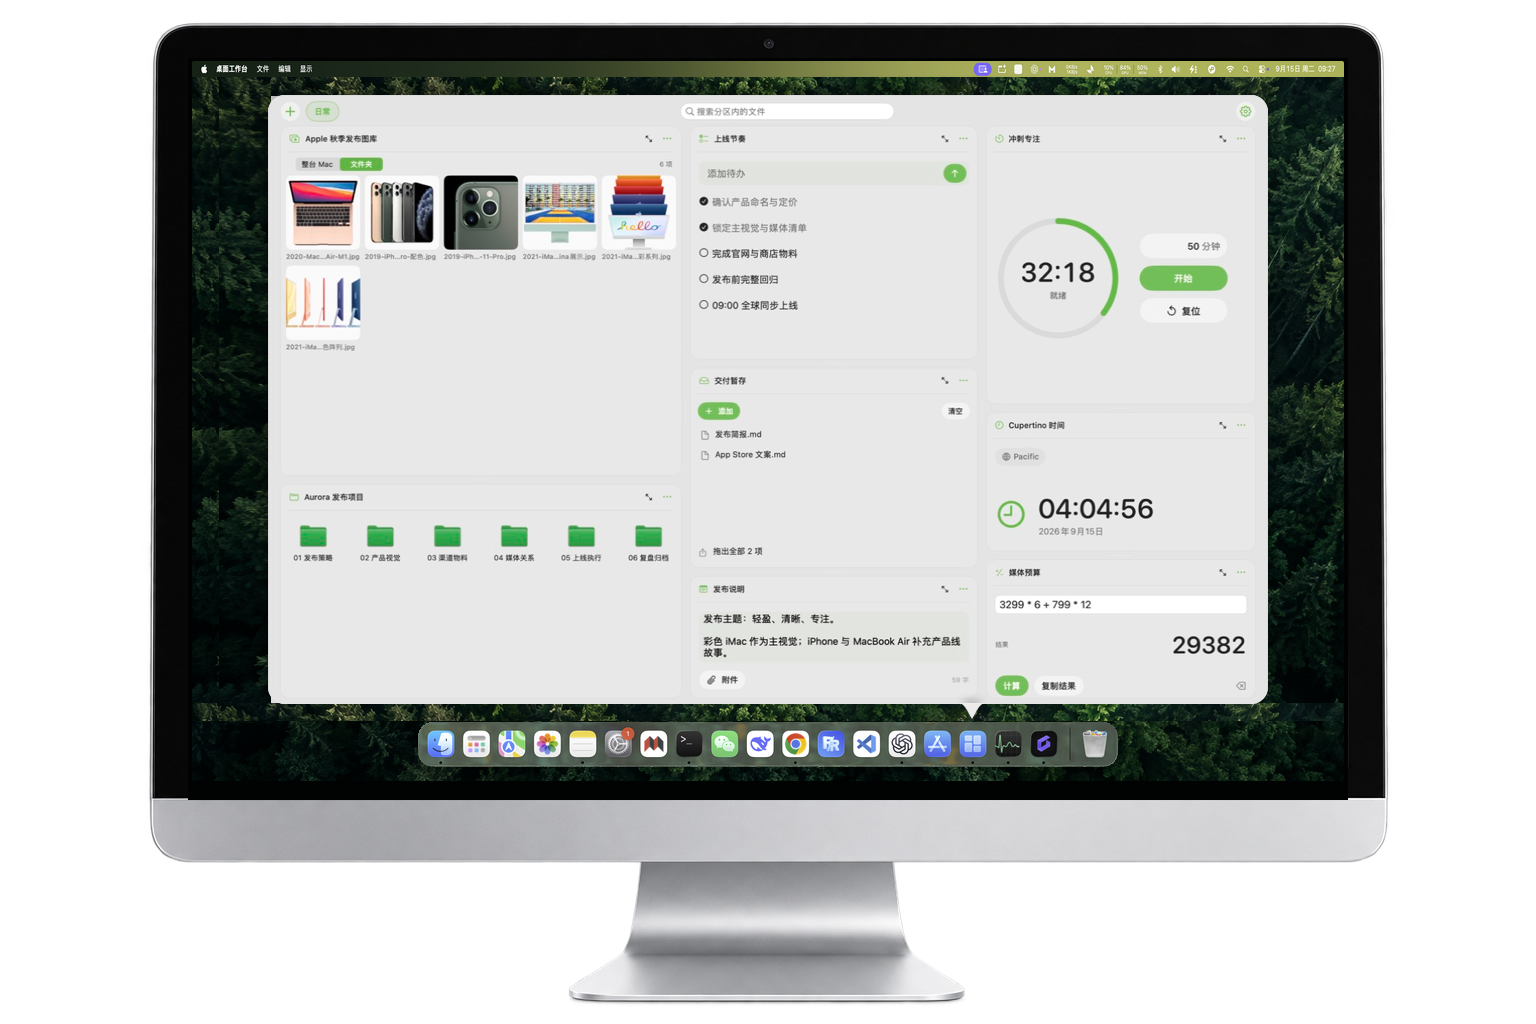 桌面工作台 文件 编辑 显示
9月15日 周二 09:27
日常
搜索分区内的文件
Apple 秋季发布图库
整台 Mac 文件夹
6 项
2020-Mac...Air-M1.jpg
2019-iPh...ro-配色.jpg
2019-iPh...-11-Pro.jpg
2021-iMa...ina展示.jpg
hello
2021-iMa...彩系列.jpg
2021-iMa...色阵列.jpg
Aurora 发布项目
01 发布策略
02 产品视觉
03 渠道物料
04 媒体关系
05 上线执行
06 复盘归档
上线节奏
添加待办
确认产品命名与定价
锁定主视觉与媒体清单
完成官网与商店物料
发布前完整回归
09:00 全球同步上线
交付暂存
添加
清空
发布简报.md
App Store 文案.md
拖出全部 2 项
发布说明
发布主题：轻盈、清晰、专注。
彩色 iMac 作为主视觉；iPhone 与 MacBook Air 补充产品线
故事。
附件
59 字
冲刺专注
32:18
就绪
50 分钟
开始
复位
Cupertino 时间
Pacific
04:04:56
2026年9月15日
媒体预算
3299 * 6 + 799 * 12
结果
29382
计算
复制结果
1